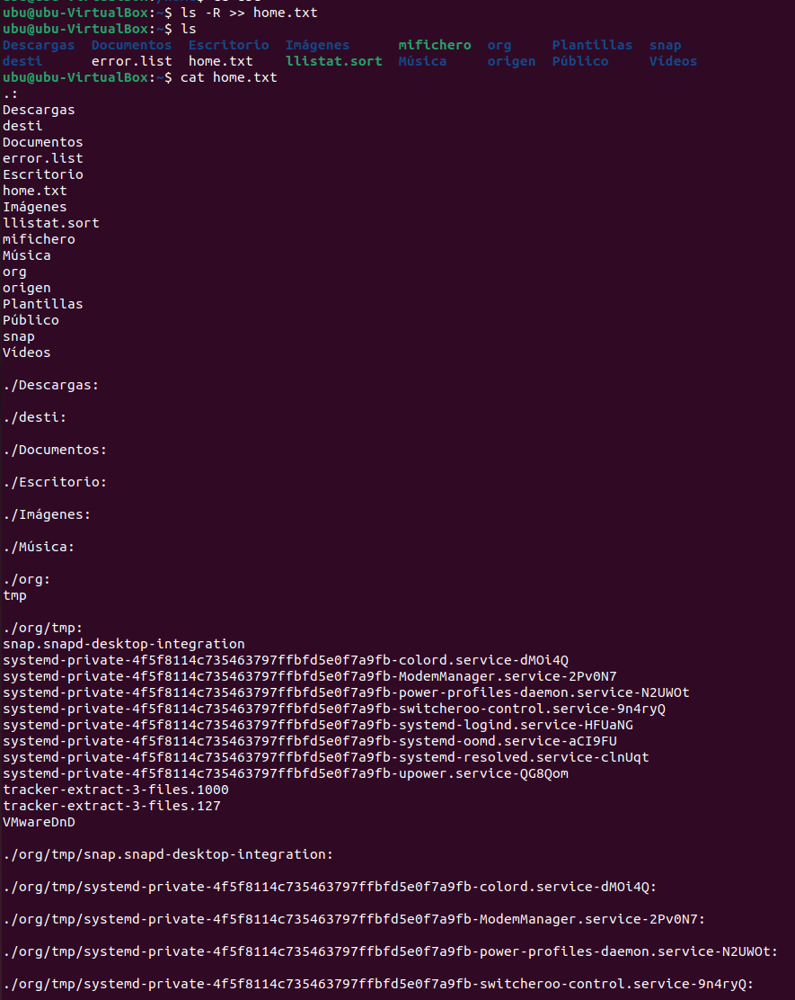 ubu@ubu-VirtualBox:~$ ls -R >> home.txt
ubu@ubu-VirtualBox:~$ ls
Descargas  Documentos  Escritorio  Imágenes      mifichero  org     Plantillas  snap
desti      error.list  home.txt    llistat.sort  Música     origen  Público     Vídeos
ubu@ubu-VirtualBox:~$ cat home.txt
.:
Descargas
desti
Documentos
error.list
Escritorio
home.txt
Imágenes
llistat.sort
mifichero
Música
org
origen
Plantillas
Público
snap
Vídeos
./Descargas:
./desti:
./Documentos:
./Escritorio:
./Imágenes:
./Música:
./org:
tmp
./org/tmp:
snap.snapd-desktop-integration
systemd-private-4f5f8114c735463797ffbfd5e0f7a9fb-colord.service-dMOi4Q
systemd-private-4f5f8114c735463797ffbfd5e0f7a9fb-ModemManager.service-2Pv0N7
systemd-private-4f5f8114c735463797ffbfd5e0f7a9fb-power-profiles-daemon.service-N2UWOt
systemd-private-4f5f8114c735463797ffbfd5e0f7a9fb-switcheroo-control.service-9n4ryQ
systemd-private-4f5f8114c735463797ffbfd5e0f7a9fb-systemd-logind.service-HFUaNG
systemd-private-4f5f8114c735463797ffbfd5e0f7a9fb-systemd-oomd.service-aCI9FU
systemd-private-4f5f8114c735463797ffbfd5e0f7a9fb-systemd-resolved.service-clnUqt
systemd-private-4f5f8114c735463797ffbfd5e0f7a9fb-upower.service-QG8Qom
tracker-extract-3-files.1000
tracker-extract-3-files.127
VMwareDnD
./org/tmp/snap.snapd-desktop-integration:
./org/tmp/systemd-private-4f5f8114c735463797ffbfd5e0f7a9fb-colord.service-dMOi4Q:
./org/tmp/systemd-private-4f5f8114c735463797ffbfd5e0f7a9fb-ModemManager.service-2Pv0N7:
./org/tmp/systemd-private-4f5f8114c735463797ffbfd5e0f7a9fb-power-profiles-daemon.service-N2UWOt:
./org/tmp/systemd-private-4f5f8114c735463797ffbfd5e0f7a9fb-switcheroo-control.service-9n4ryQ: